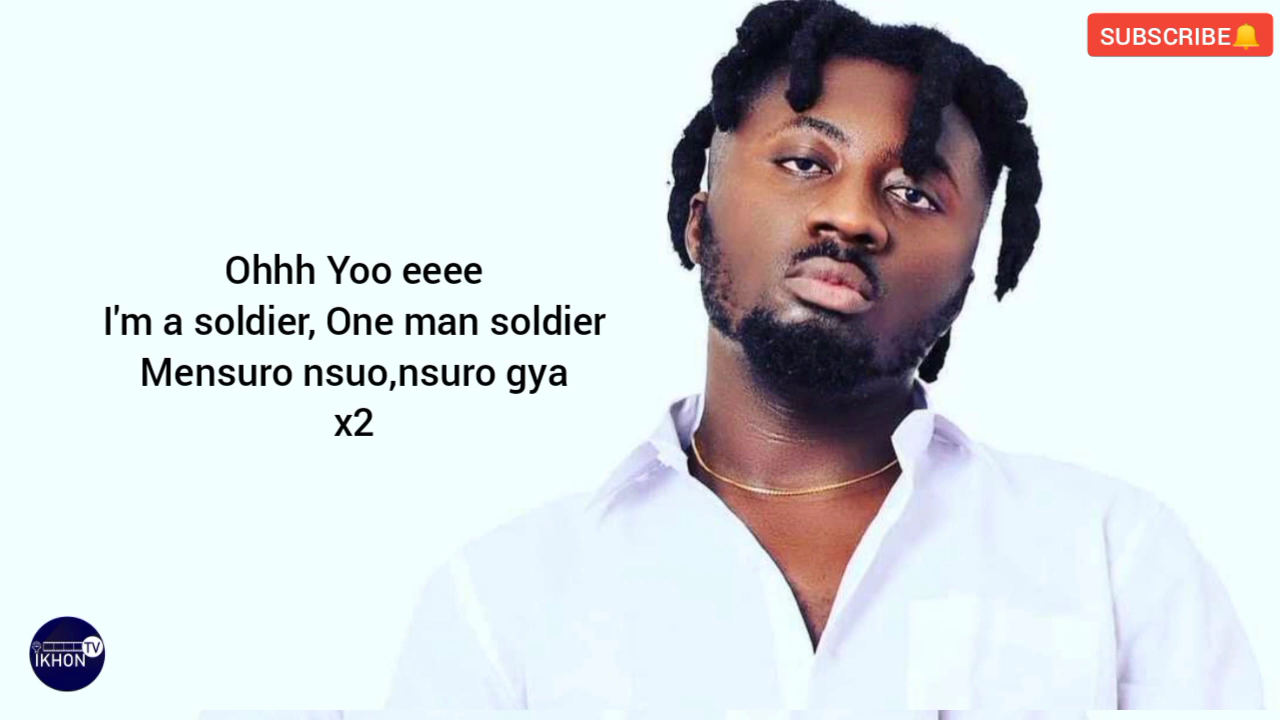 SUBSCRIBE🔔
Ohhh Yoo eeee
I'm a soldier, One man soldier
Mensuro nsuo,nsuro gya
x2
TV
IKHON